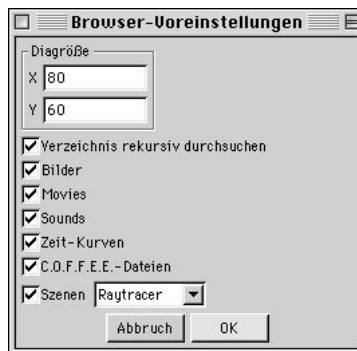 Browser-Voreinstellungen
Diagröße
X 80
Y 60
Verzeichnis rekursiv durchsuchen
Bilder
Movies
Sounds
Zeit-Kurven
C.O.F.F.E.E.-Dateien
Szenen Raytracer
Abbruch OK